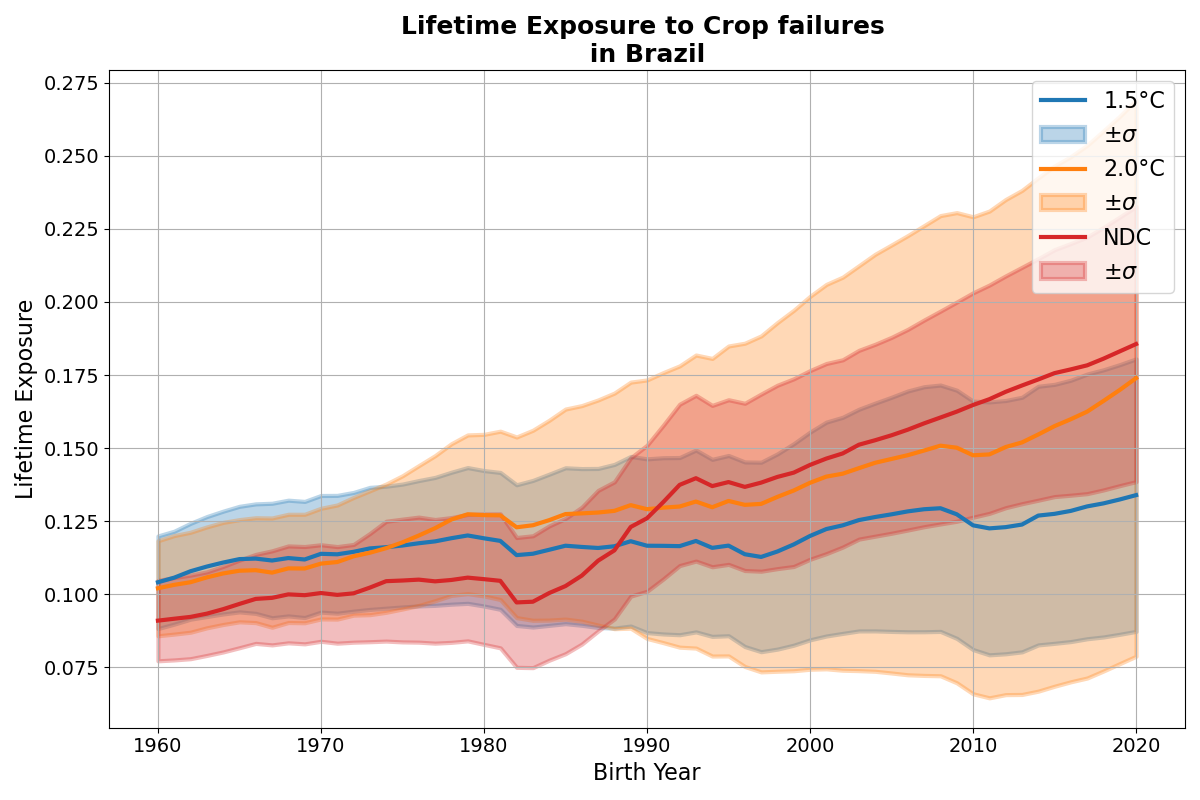 Lifetime Exposure to Crop failures
in Brazil
Lifetime Exposure
0.275
0.250
0.225
0.200
0.175
0.150
0.125
0.100
0.075
1.5°C
±σ
2.0°C
±σ
NDC
±σ
1960 1970 1980 1990 2000 2010 2020
Birth Year